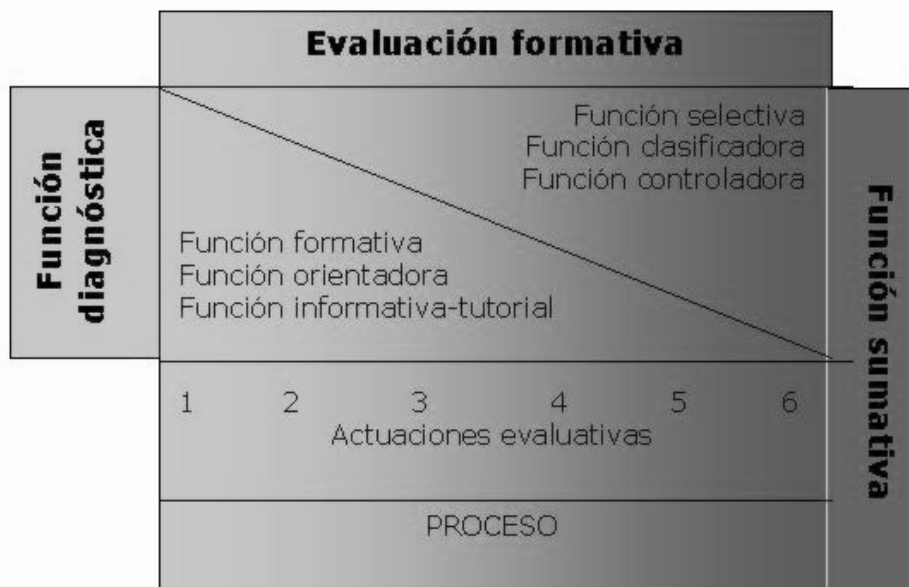 Evaluación formativa
Función
diagnóstica
Función selectiva
Función clasificadora
Función controladora
Función formativa
Función orientadora
Función informativa-tutorial
Función sumativa
1 2 3 4 5 6
Actuaciones evaluativas
PROCESO